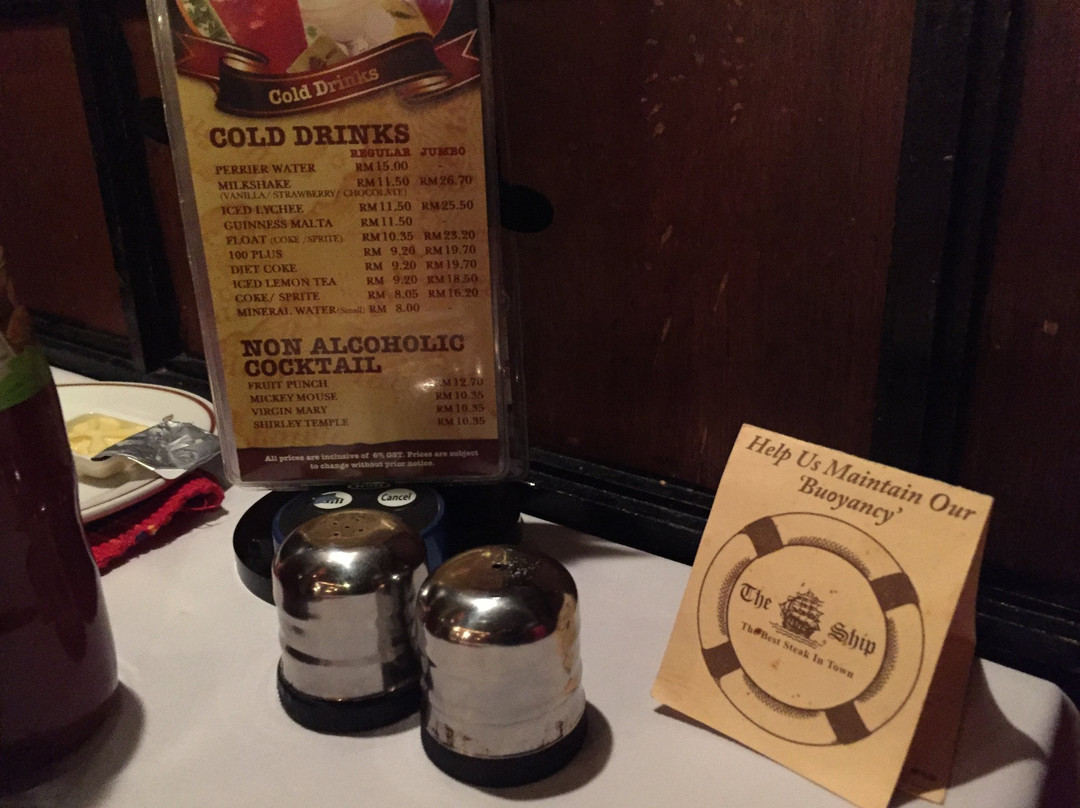 Cold Drinks
COLD DRINKS
REGULAR JUMBO
PERRIER WATER RM 15.00 -
MILKSHAKE RM 11.50 RM 26.70
(VANILLA/ STRAWBERRY/ CHOCOLATE)
ICED LYCHEE RM 11.50 RM 25.50
GUINNESS MALTA RM 11.50 -
FLOAT (COKE /SPRITE) RM 10.35 RM 23.20
100 PLUS RM 9.20 RM 19.70
DIET COKE RM 9.20 RM 19.70
ICED LEMON TEA RM 9.20 RM 18.50
COKE/ SPRITE RM 8.05 RM 16.20
MINERAL WATER(Small) RM 8.00 -
NON ALCOHOLIC
COCKTAIL
FRUIT PUNCH RM 12.70
MICKEY MOUSE RM 10.35
VIRGIN MARY RM 10.35
SHIRLEY TEMPLE RM 10.35
All prices are inclusive of 6% GST. Prices are subject
to change without prior notice.
Cancel
Help Us Maintain Our
'Buoyancy'
The Ship
The Best Steak In Town